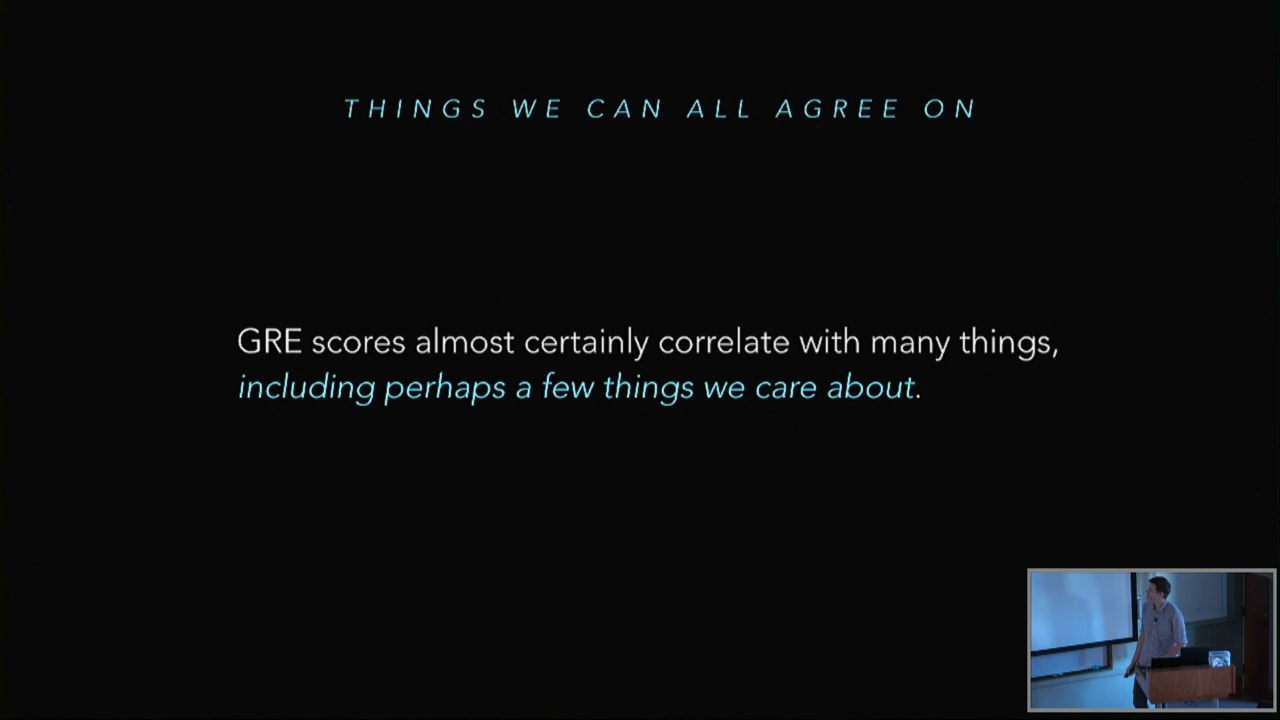 THINGS WE CAN ALL AGREE ON
GRE scores almost certainly correlate with many things,
including perhaps a few things we care about.